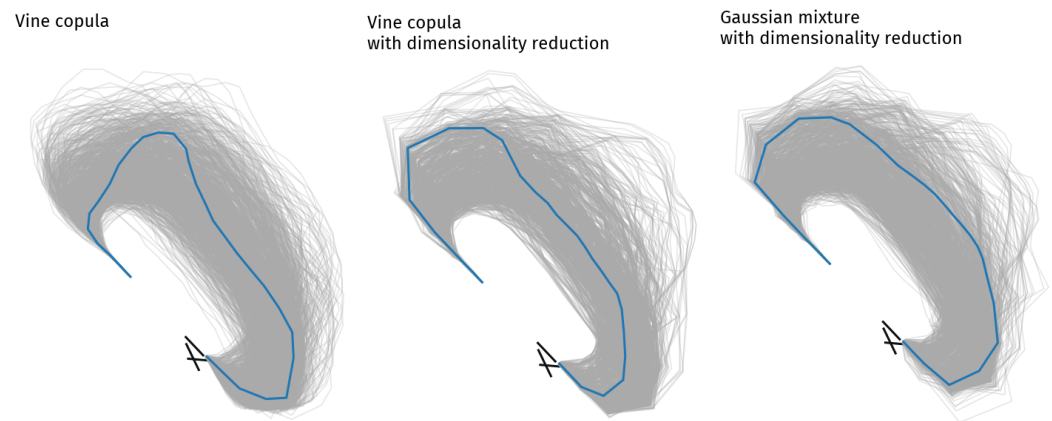 Vine copula
Vine copula
with dimensionality reduction
Gaussian mixture
with dimensionality reduction